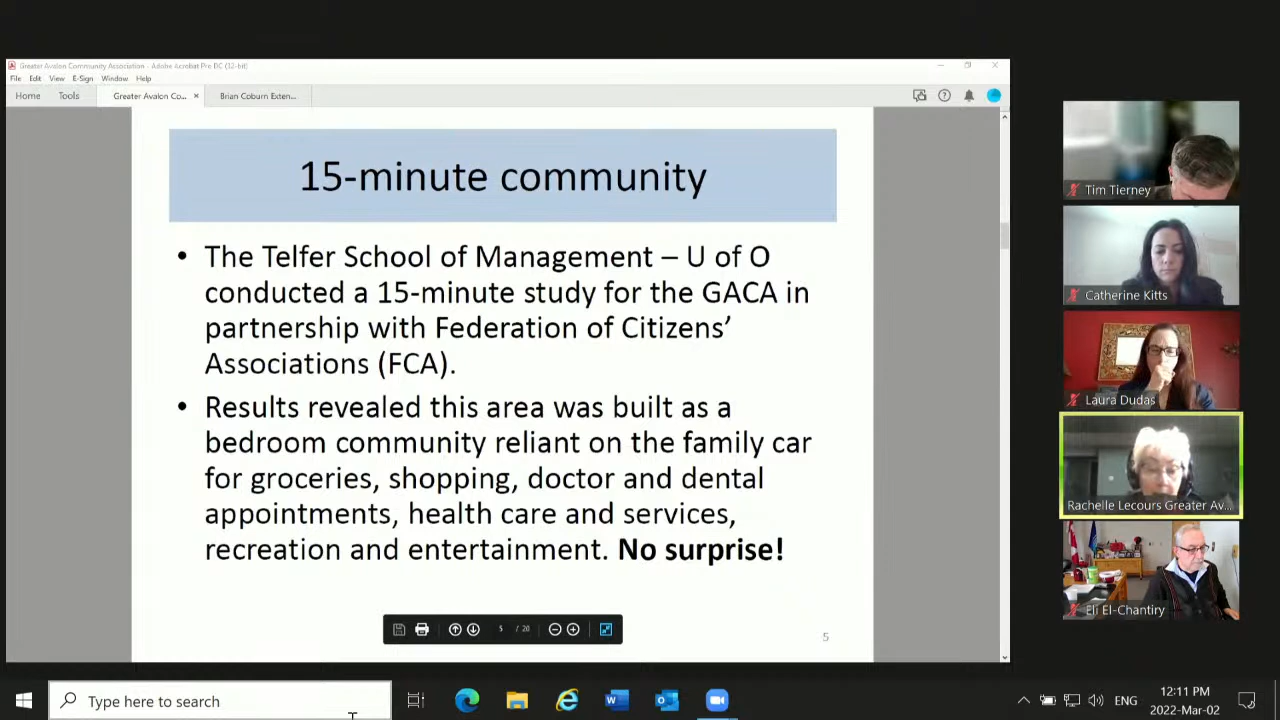 Greater Avalon Community Association - Adobe Acrobat Pro DC (32-bit)
File Edit View E-Sign Window Help
Home Tools Greater Avalon Co... × Brian Coburn Exten...
15-minute community
• The Telfer School of Management – U of O
conducted a 15-minute study for the GACA in
partnership with Federation of Citizens’
Associations (FCA).
• Results revealed this area was built as a
bedroom community reliant on the family car
for groceries, shopping, doctor and dental
appointments, health care and services,
recreation and entertainment. No surprise!
5 / 20
5
Tim Tierney
Catherine Kitts
Laura Dudas
Rachelle Lecours Greater Av...
Eli El-Chantiry
Type here to search
ENG
12:11 PM
2022-Mar-02